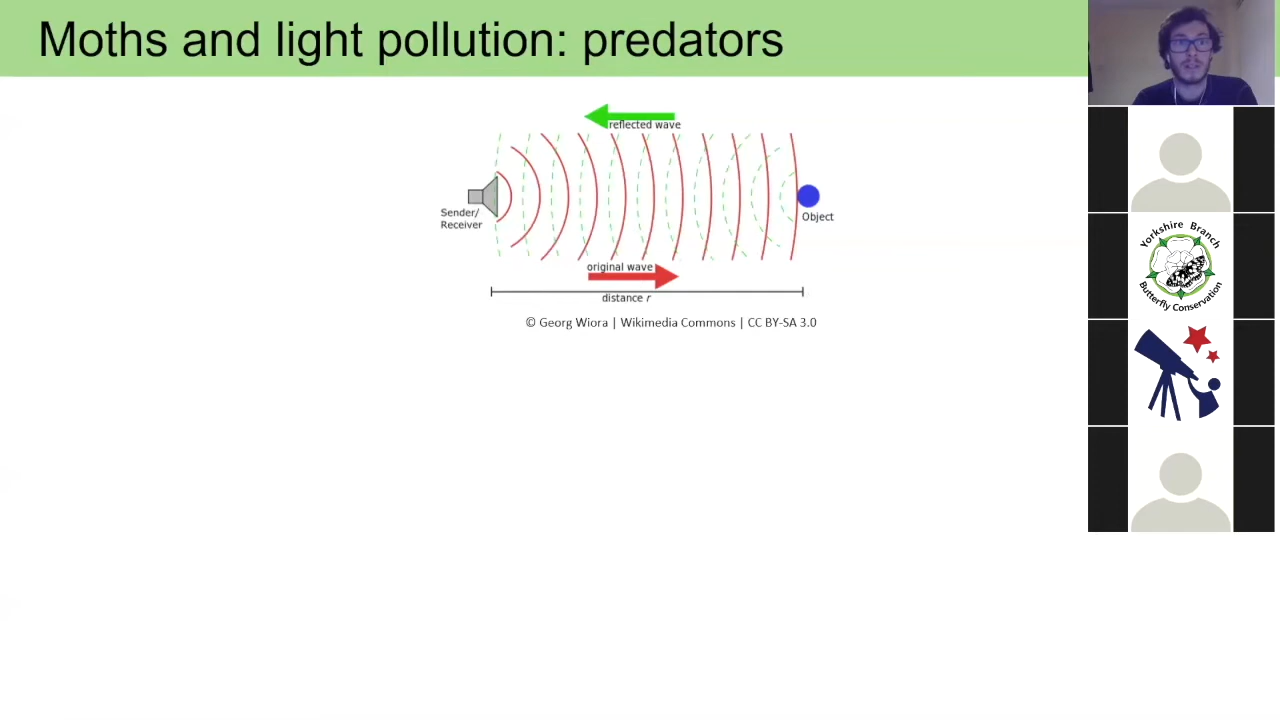 Moths and light pollution: predators
reflected wave
Sender/
Receiver
Object
original wave
distance r
© Georg Wiora | Wikimedia Commons | CC BY-SA 3.0
Yorkshire Branch
Butterfly Conservation